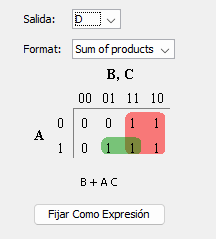 Salida: D
Format: Sum of products
B, C
00 01 11 10
0 0 0 1 1
A
1 0 1 1 1
B + A C
Fijar Como Expresión